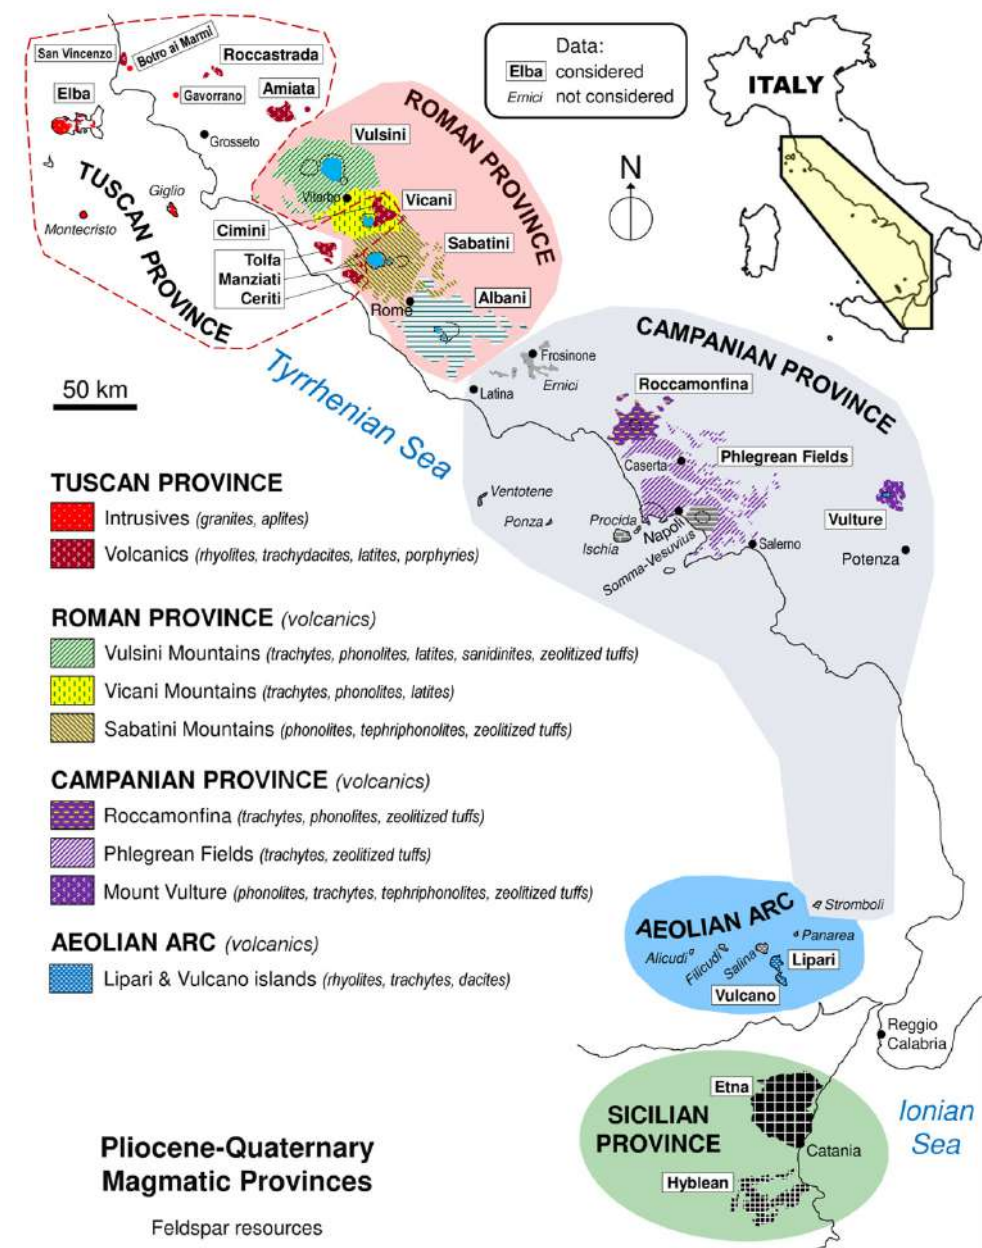 San Vincenzo
Botro ai Marmi
Roccastrada
Elba
Gavorrano
Amiata
Grosseto
TUSCAN PROVINCE
Giglio
Montecristo
Data:
Elba considered
Ernici not considered
ITALY
N
ROMAN PROVINCE
Vulsini
Viterbo
Vicani
Cimini
Sabatini
Tolfa
Manziati
Ceriti
Albani
Rome
50 km
Tyrrhenian Sea
CAMPANIAN PROVINCE
Frosinone
Ernici
Latina
Roccamonfina
Caserta
Phlegrean Fields
Ventotene
Ponza
Procida
Ischia
Napoli
Somma-Vesuvius
Salerno
Vulture
Potenza
TUSCAN PROVINCE
Intrusives (granites, aplites)
Volcanics (rhyolites, trachydacites, latites, porphyries)
ROMAN PROVINCE (volcanics)
Vulsini Mountains (trachytes, phonolites, latites, sanidinites, zeolitized tuffs)
Vicani Mountains (trachytes, phonolites, latites)
Sabatini Mountains (phonolites, tephriphonolites, zeolitized tuffs)
CAMPANIAN PROVINCE (volcanics)
Roccamonfina (trachytes, phonolites, zeolitized tuffs)
Phlegrean Fields (trachytes, zeolitized tuffs)
Mount Vulture (phonolites, trachytes, tephriphonolites, zeolitized tuffs)
AEOLIAN ARC (volcanics)
Lipari & Vulcano islands (rhyolites, trachytes, dacites)
AEOLIAN ARC
Stromboli
Panarea
Alicudi
Filicudi
Salina
Lipari
Vulcano
Reggio
Calabria
Etna
SICILIAN
PROVINCE
Catania
Hyblean
Ionian
Sea
Pliocene-Quaternary
Magmatic Provinces
Feldspar resources